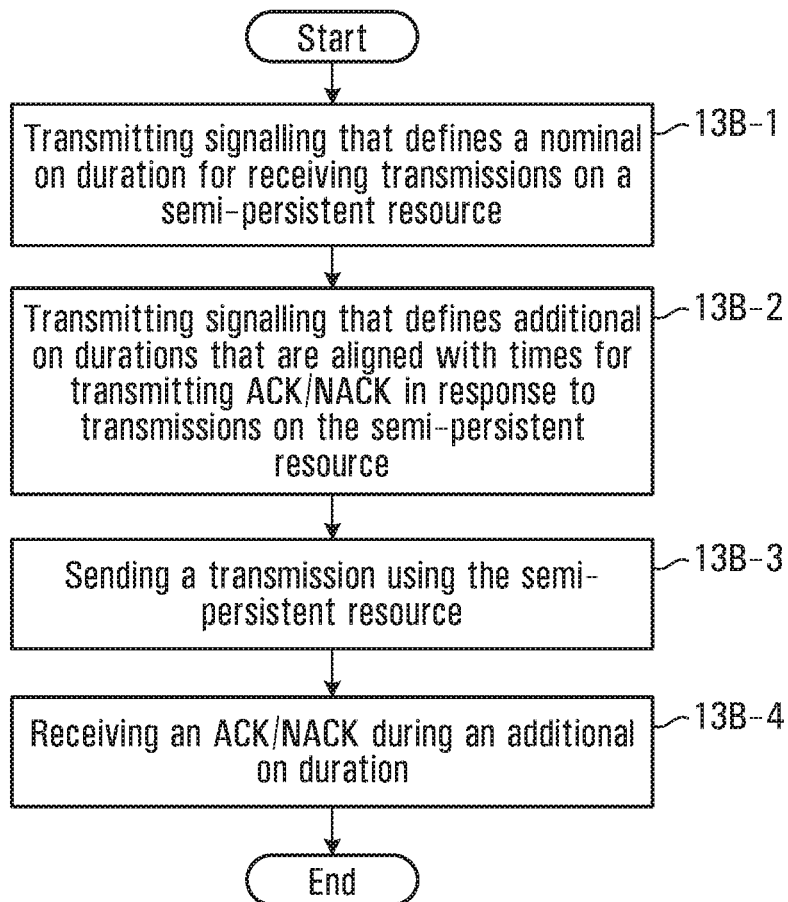 Start
Transmitting signalling that defines a nominal
on duration for receiving transmissions on a
semi-persistent resource
13B-1
Transmitting signalling that defines additional
on durations that are aligned with times for
transmitting ACK/NACK in response to
transmissions on the semi-persistent
resource
13B-2
Sending a transmission using the semi-
persistent resource
13B-3
Receiving an ACK/NACK during an additional
on duration
13B-4
End